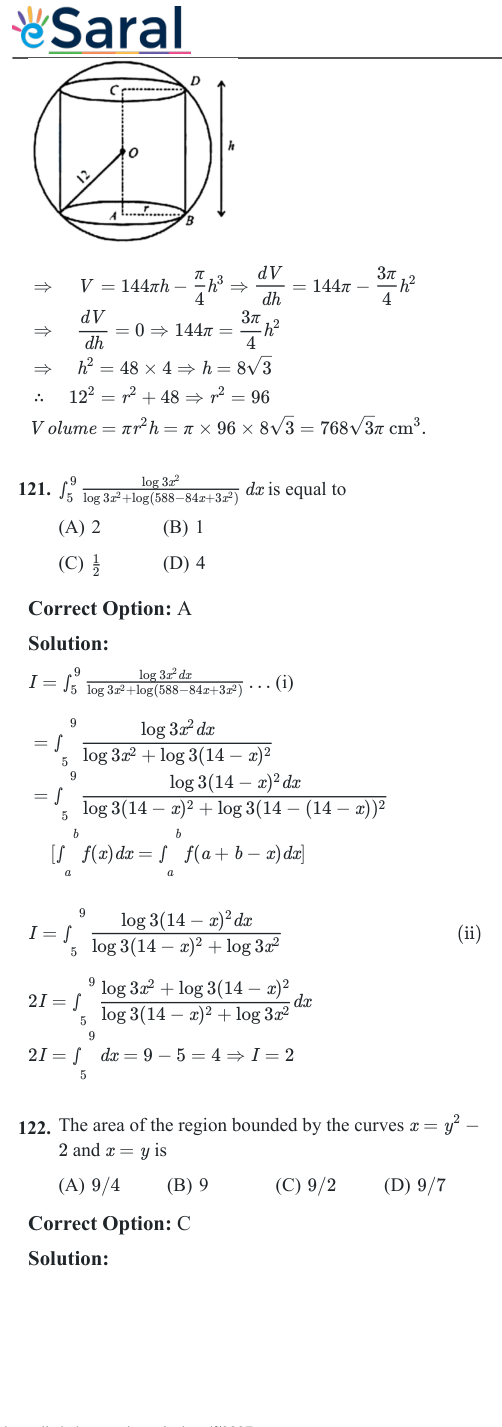 eSaral
C D
O
h
12
A r B
⇒ V = 144πh − π/4 h³ ⇒ dV/dh = 144π − 3π/4 h²
⇒ dV/dh = 0 ⇒ 144π = 3π/4 h²
⇒ h² = 48 × 4 ⇒ h = 8√3
∴ 12² = r² + 48 ⇒ r² = 96
Volume = πr²h = π × 96 × 8√3 = 768√3π cm³.
121. ∫₅⁹ log 3x² / (log 3x²+log(588−84x+3x²)) dx is equal to
(A) 2 (B) 1
(C) 1/2 (D) 4
Correct Option: A
Solution:
I = ∫₅⁹ log 3x² dx / (log 3x²+log(588−84x+3x²)) … (i)
= ∫₅⁹ log 3x² dx / (log 3x² + log 3(14 − x)²)
= ∫₅⁹ log 3(14 − x)² dx / (log 3(14 − x)² + log 3(14 − (14 − x))²)
[∫ₐᵇ f(x)dx = ∫ₐᵇ f(a + b − x)dx]
I = ∫₅⁹ log 3(14 − x)² dx / (log 3(14 − x)² + log 3x²) (ii)
2I = ∫₅⁹ (log 3x² + log 3(14 − x)²) / (log 3(14 − x)² + log 3x²) dx
2I = ∫₅⁹ dx = 9 − 5 = 4 ⇒ I = 2
122. The area of the region bounded by the curves x = y² −
2 and x = y is
(A) 9/4 (B) 9 (C) 9/2 (D) 9/7
Correct Option: C
Solution: